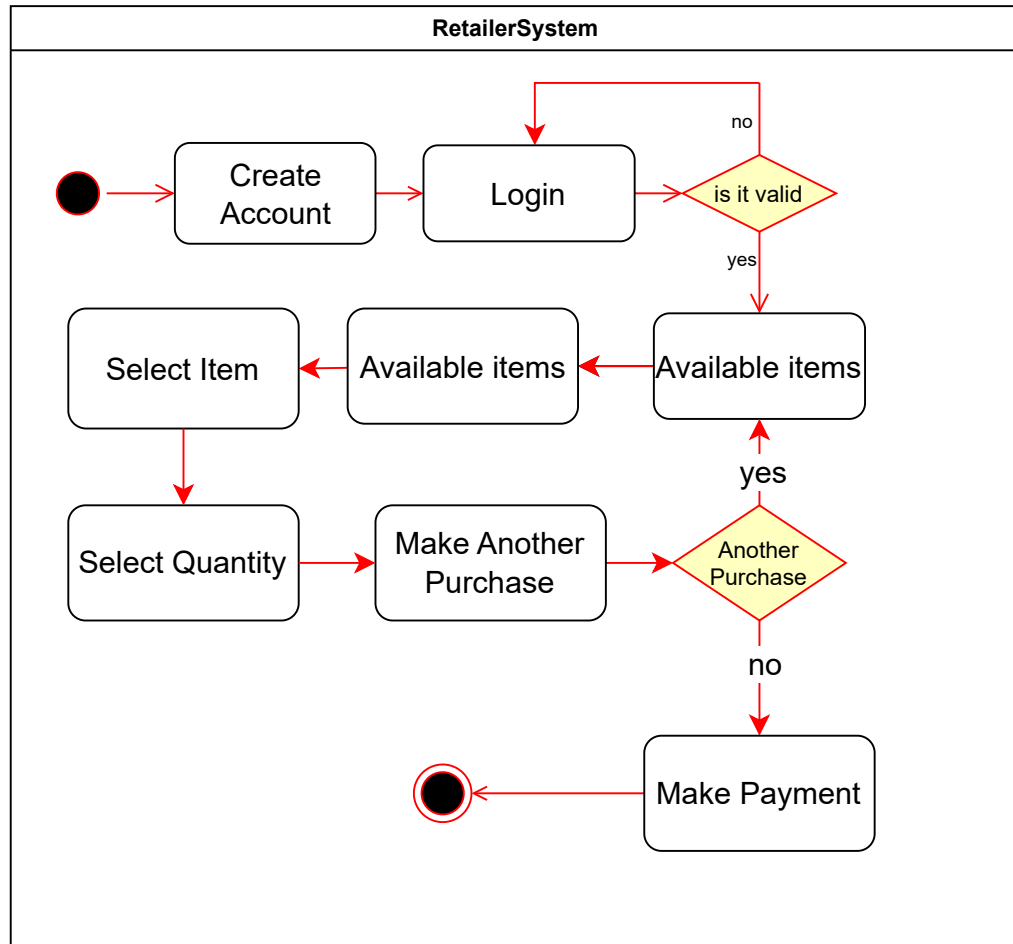 RetailerSystem
no
Create
Account
Login
is it valid
yes
Select Item
Available items
Available items
yes
Select Quantity
Make Another
Purchase
Another
Purchase
no
Make Payment